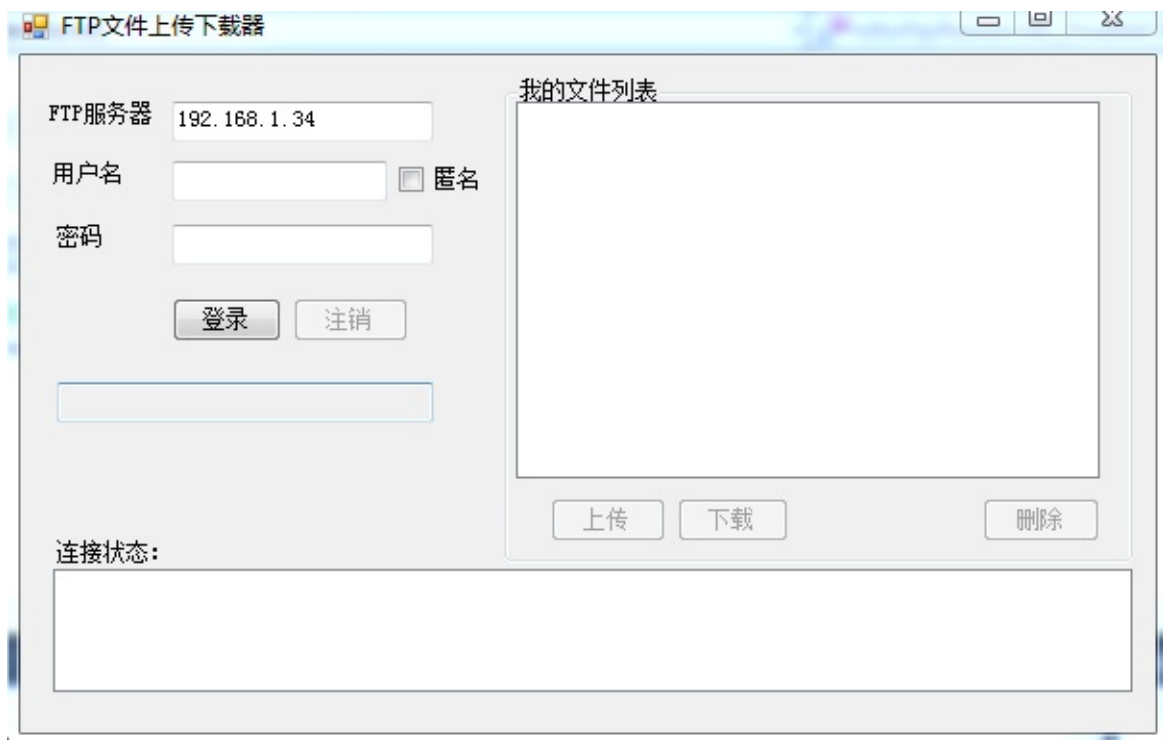 FTP文件上传下载器
FTP服务器 192.168.1.34
用户名 匿名
密码
登录 注销
我的文件列表
上传 下载 删除
连接状态: